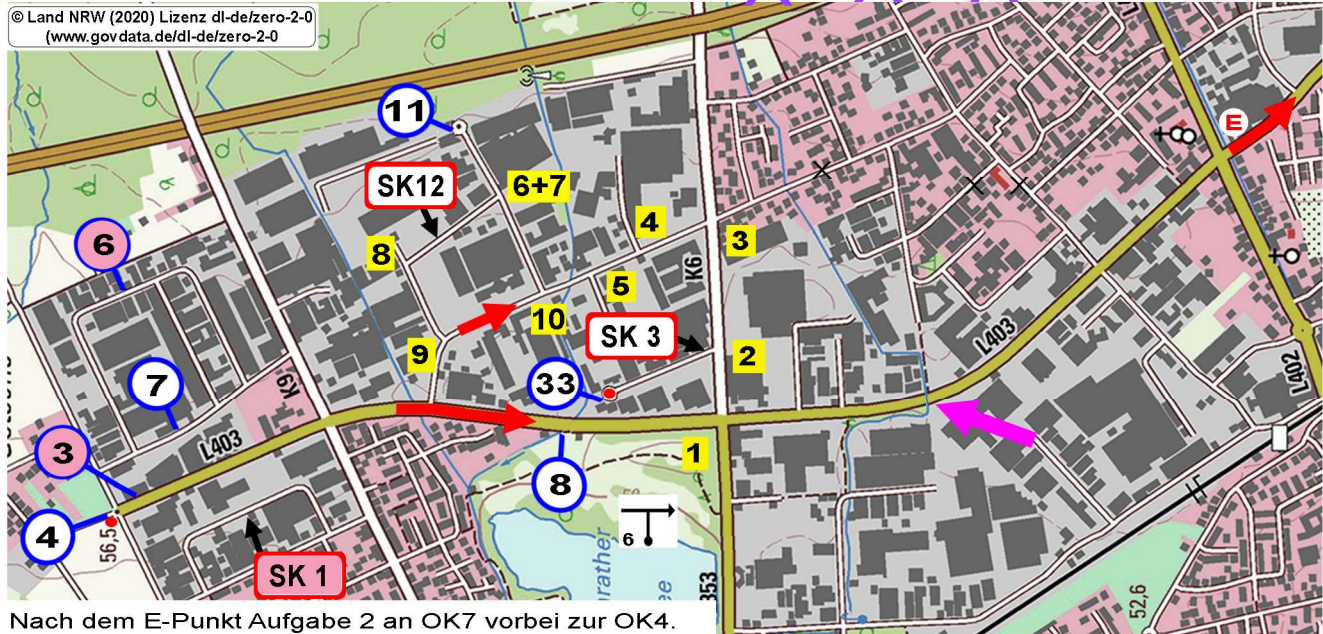 © Land NRW (2020) Lizenz dl-de/zero-2-0
(www.govdata.de/dl-de/zero-2-0
11
E
SK12
6+7
4
6
8
3
K6
5
10
SK 3
9
2
33
7
K9
L403
L403
L402
3
1
8
4
56,5
6
SK 1
orather
ee
353
52,6
Nach dem E-Punkt Aufgabe 2 an OK7 vorbei zur OK4.